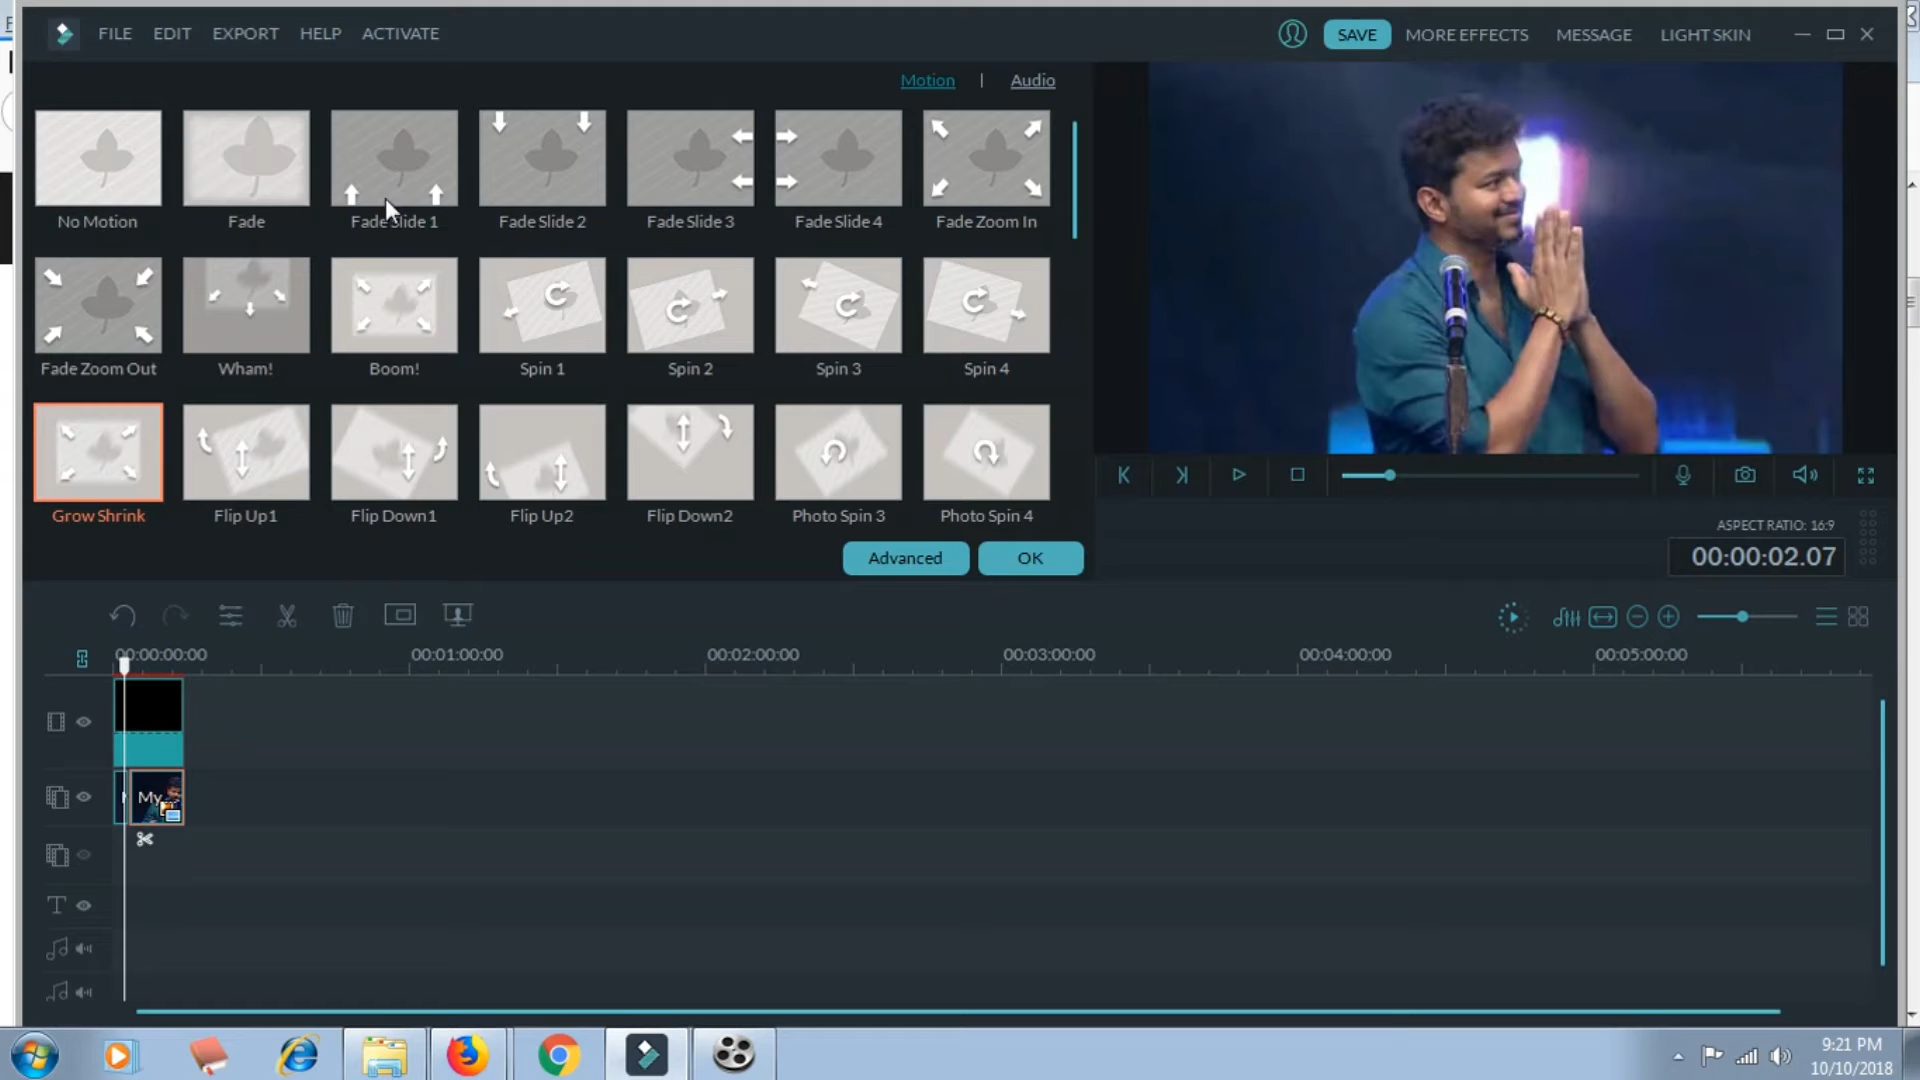 FILE EDIT EXPORT HELP ACTIVATE SAVE MORE EFFECTS MESSAGE LIGHT SKIN
Motion | Audio
No Motion Fade Fade Slide 1 Fade Slide 2 Fade Slide 3 Fade Slide 4 Fade Zoom In
Fade Zoom Out Wham! Boom! Spin 1 Spin 2 Spin 3 Spin 4
Grow Shrink Flip Up1 Flip Down1 Flip Up2 Flip Down2 Photo Spin 3 Photo Spin 4
Advanced OK
ASPECT RATIO: 16:9
00:00:02.07
00:00:00:00 00:01:00:00 00:02:00:00 00:03:00:00 00:04:00:00 00:05:00:00
My
9:21 PM
10/10/2018